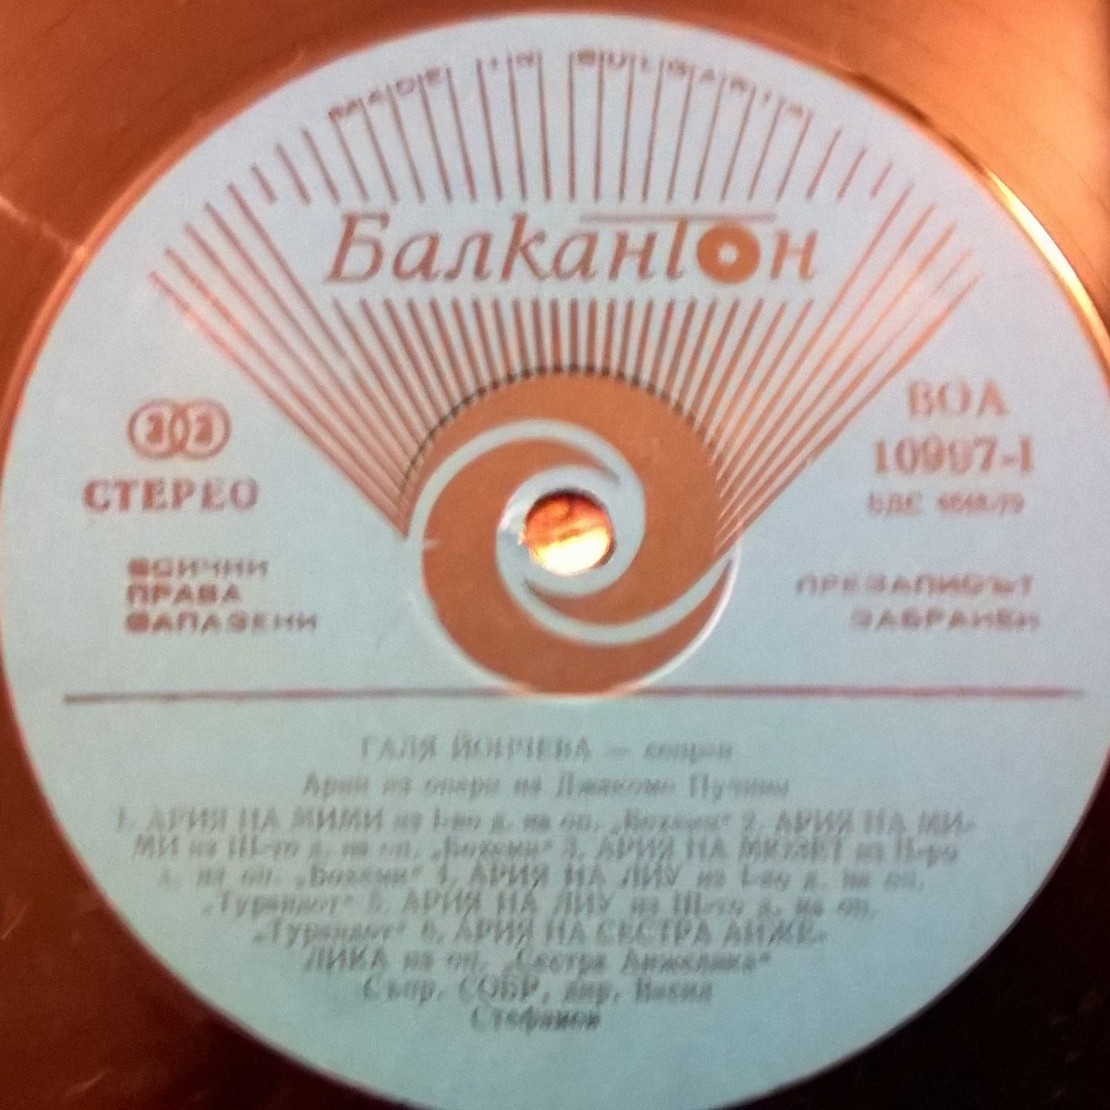 MADE IN BULGARIA
Балкантон
33
СТЕРЕО
ВОА
10987-I
БДС
ВСИЧКИ
ПРАВА
ЗАПАЗЕНИ
ПРЕЗАПИСЪТ
ЗАБРАНЕН
ГАЛЯ ЙОНЧЕВА — сопран
Арии из опери на Джакомо Пучини
1. АРИЯ НА МИМИ из I-во д. на оп. „Бохеми“ 2. АРИЯ НА МИ-
МИ из III-то д. на оп. „Бохеми“ 3. АРИЯ НА МЮЗЕТ из II-ро
д. на оп. „Бохеми“ 4. АРИЯ НА ЛИУ из I-во д. на оп.
„Турандот“ 5. АРИЯ НА ЛИУ из III-то д. на оп.
„Турандот“ 6. АРИЯ НА СЕСТРА АНЖЕ-
ЛИКА из оп. „Сестра Анжелика“
Съпр. СОБР, дир. Васил
Стефанов